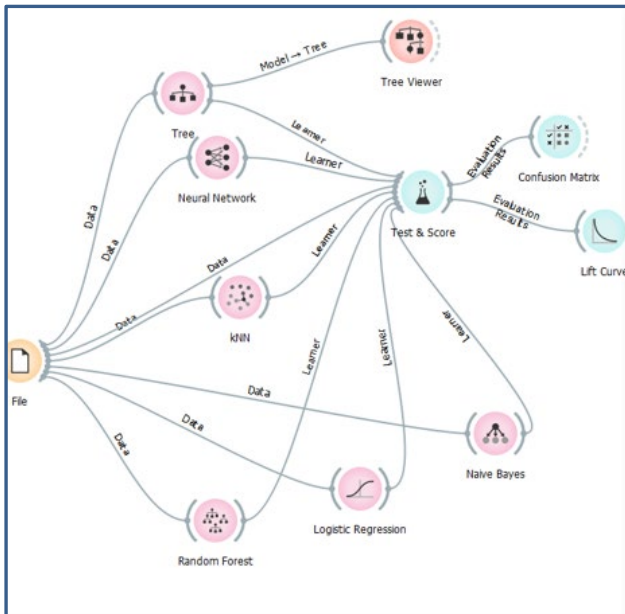 Model → Tree
Tree Viewer
Tree
Learner
Neural Network
Learner
Evaluation
Results
Confusion Matrix
Data
Data
Test & Score
Evaluation
Results
Lift Curve
Data
Learner
Data
kNN
Learner
Learner
Learner
File
Data
Data
Data
Naive Bayes
Logistic Regression
Random Forest